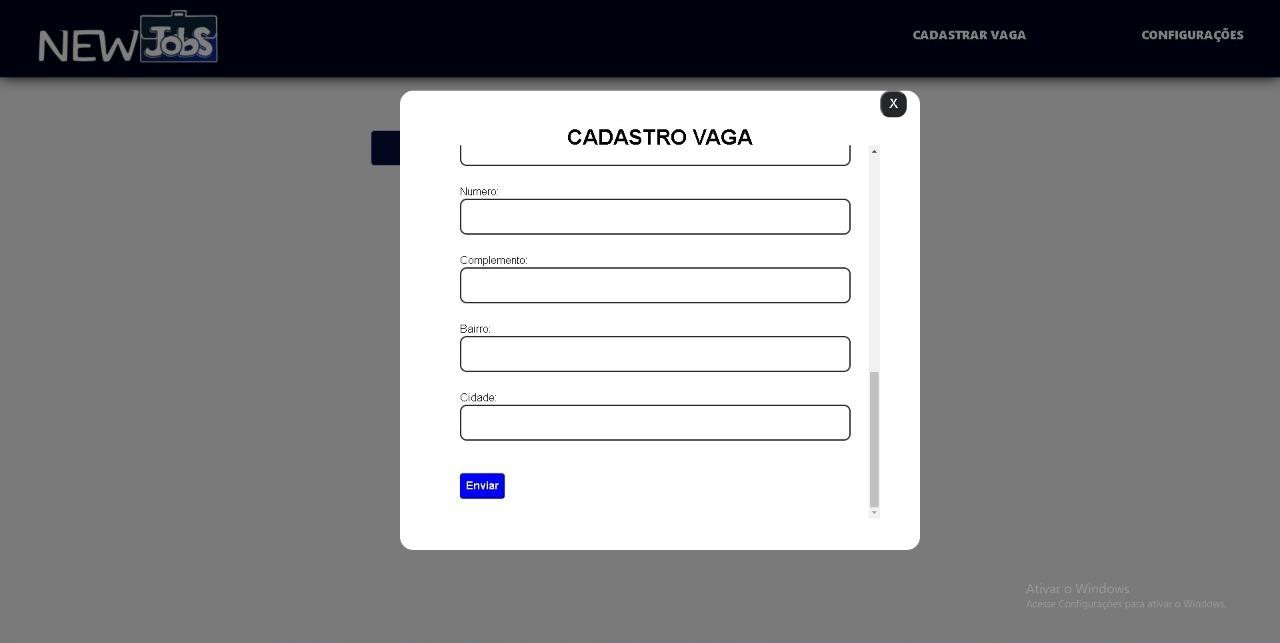 NEW JOBS
CADASTRAR VAGA
CONFIGURAÇÕES
X
CADASTRO VAGA
Numero:
Complemento:
Bairro:
Cidade:
Enviar
Ativar o Windows
Acesse Configurações para ativar o Windows.